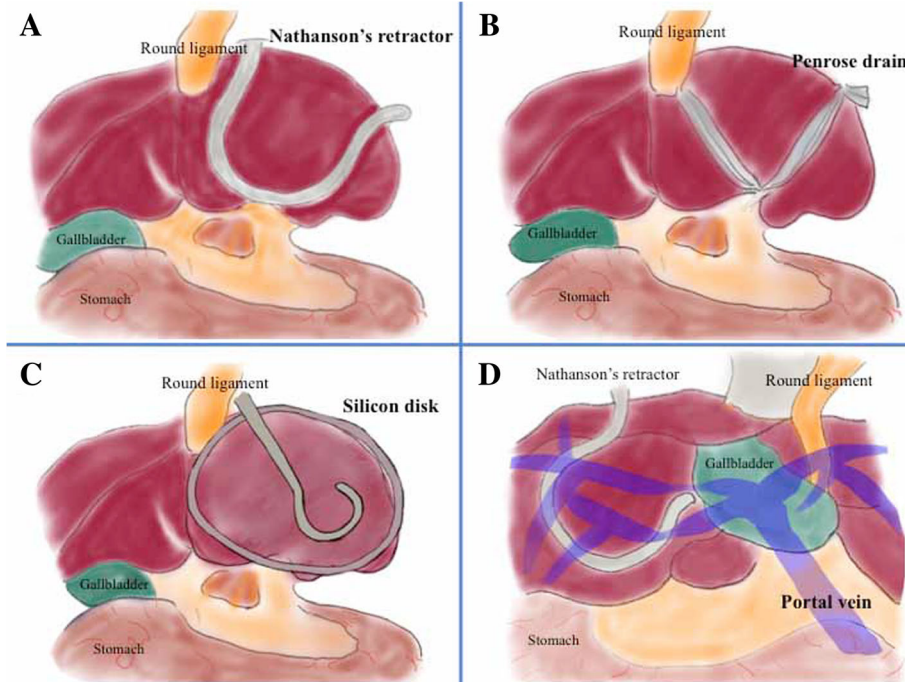 A
Round ligament
Nathanson's retractor
Gallbladder
Stomach
B
Round ligament
Penrose drain
Gallbladder
Stomach
C
Round ligament
Silicon disk
Gallbladder
Stomach
D
Nathanson's retractor
Round ligament
Gallbladder
Portal vein
Stomach